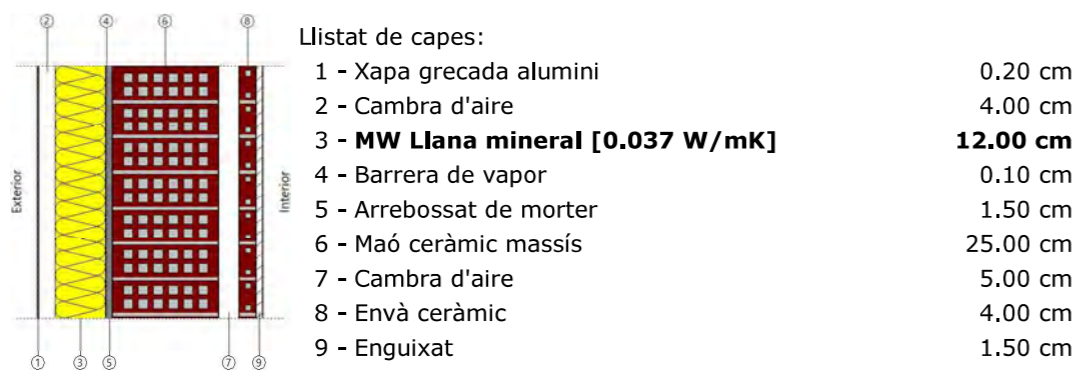 2 4 6 8
Exterior
Interior
1 3 5 7 9
Llistat de capes:
1 - Xapa grecada alumini 0.20 cm
2 - Cambra d'aire 4.00 cm
3 - MW Llana mineral [0.037 W/mK] 12.00 cm
4 - Barrera de vapor 0.10 cm
5 - Arrebossat de morter 1.50 cm
6 - Maó ceràmic massís 25.00 cm
7 - Cambra d'aire 5.00 cm
8 - Envà ceràmic 4.00 cm
9 - Enguixat 1.50 cm